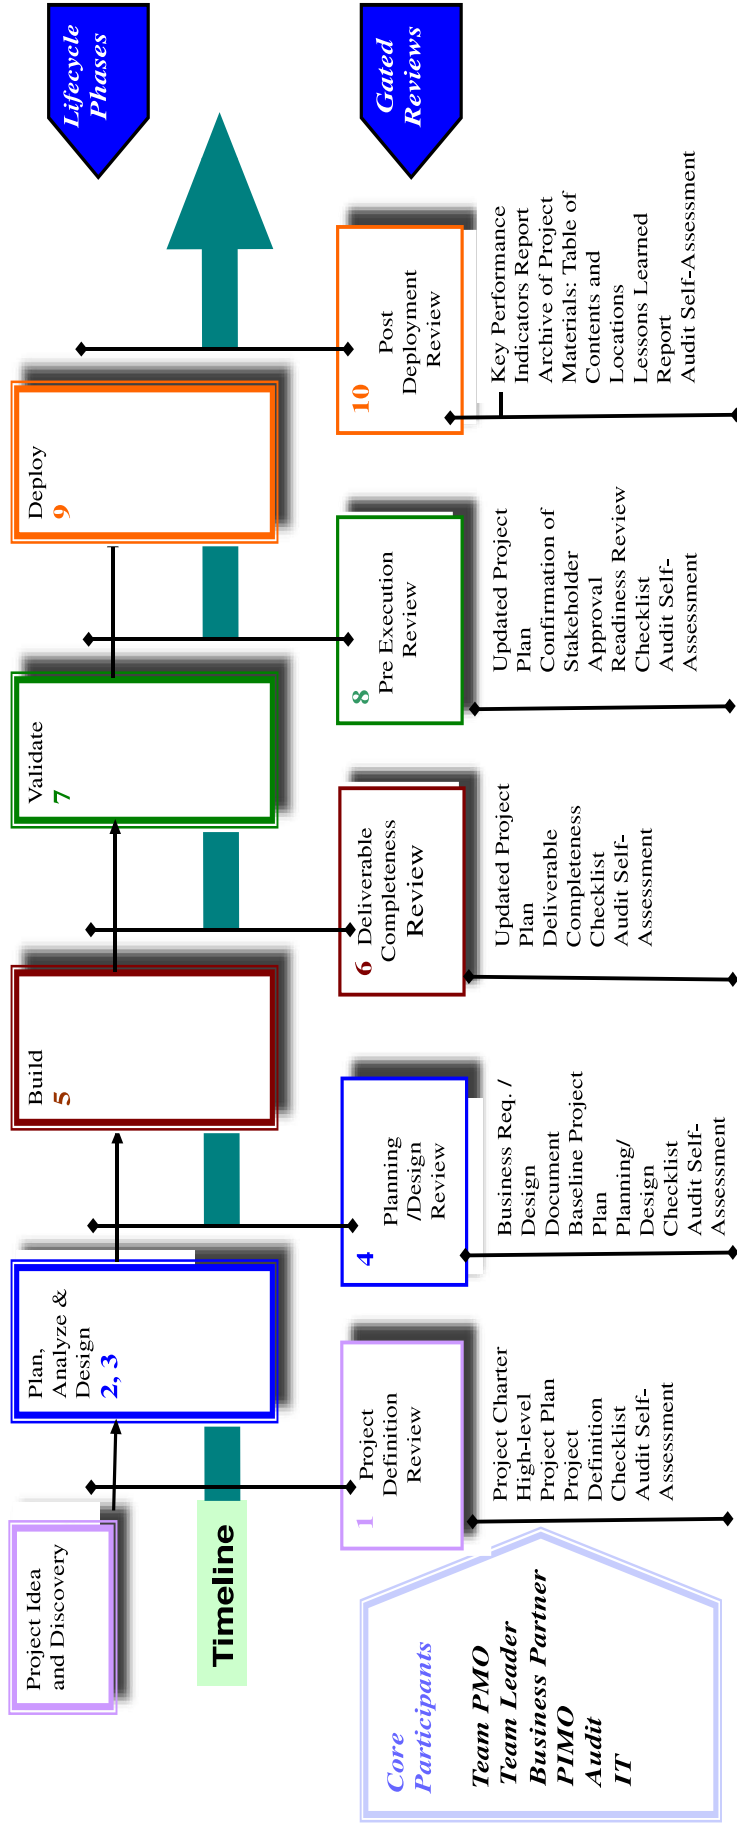 Lifecycle
Phases
Project Idea
and Discovery
Plan,
Analyze &
Design
2, 3
Build
5
Validate
7
Deploy
9
Timeline
Gated
Reviews
1
Project
Definition
Review
4
Planning
/Design
Review
6 Deliverable
Completeness
Review
8
Pre Execution
Review
10
Post
Deployment
Review
Core
Participants
Team PMO
Team Leader
Business Partner
PIMO
Audit
IT
Project Charter
High-level
Project Plan
Project
Definition
Checklist
Audit Self-
Assessment
Business Req. /
Design
Document
Baseline Project
Plan
Planning/
Design
Checklist
Audit Self-
Assessment
Updated Project
Plan
Deliverable
Completeness
Checklist
Audit Self-
Assessment
Updated Project
Plan
Confirmation of
Stakeholder
Approval
Readiness Review
Checklist
Audit Self-
Assessment
Key Performance
Indicators Report
Archive of Project
Materials: Table of
Contents and
Locations
Lessons Learned
Report
Audit Self-Assessment